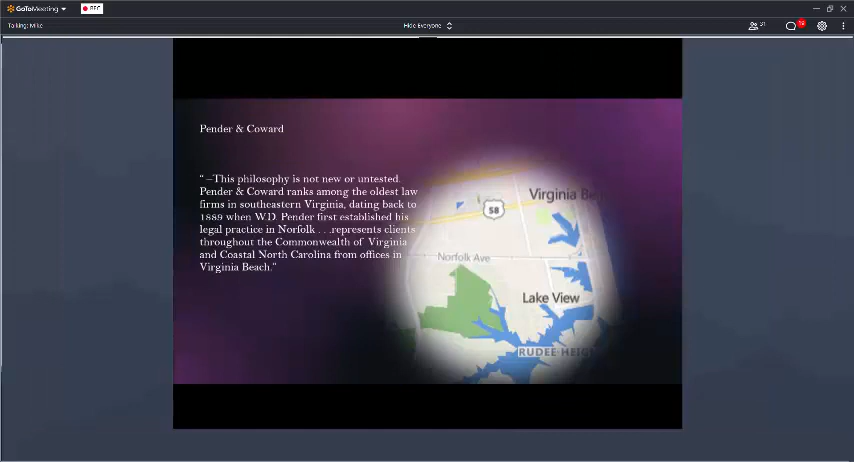 GoToMeeting
REC
Talking: Mike
Hide Everyone
21
19
Pender & Coward
“ –This philosophy is not new or untested.
Pender & Coward ranks among the oldest law
firms in southeastern Virginia, dating back to
1889 when W.D. Pender first established his
legal practice in Norfolk . . .represents clients
throughout the Commonwealth of Virginia
and Coastal North Carolina from offices in
Virginia Beach.”
Virginia Be
58
Norfolk Ave
Lake View
RUDEE HEIG